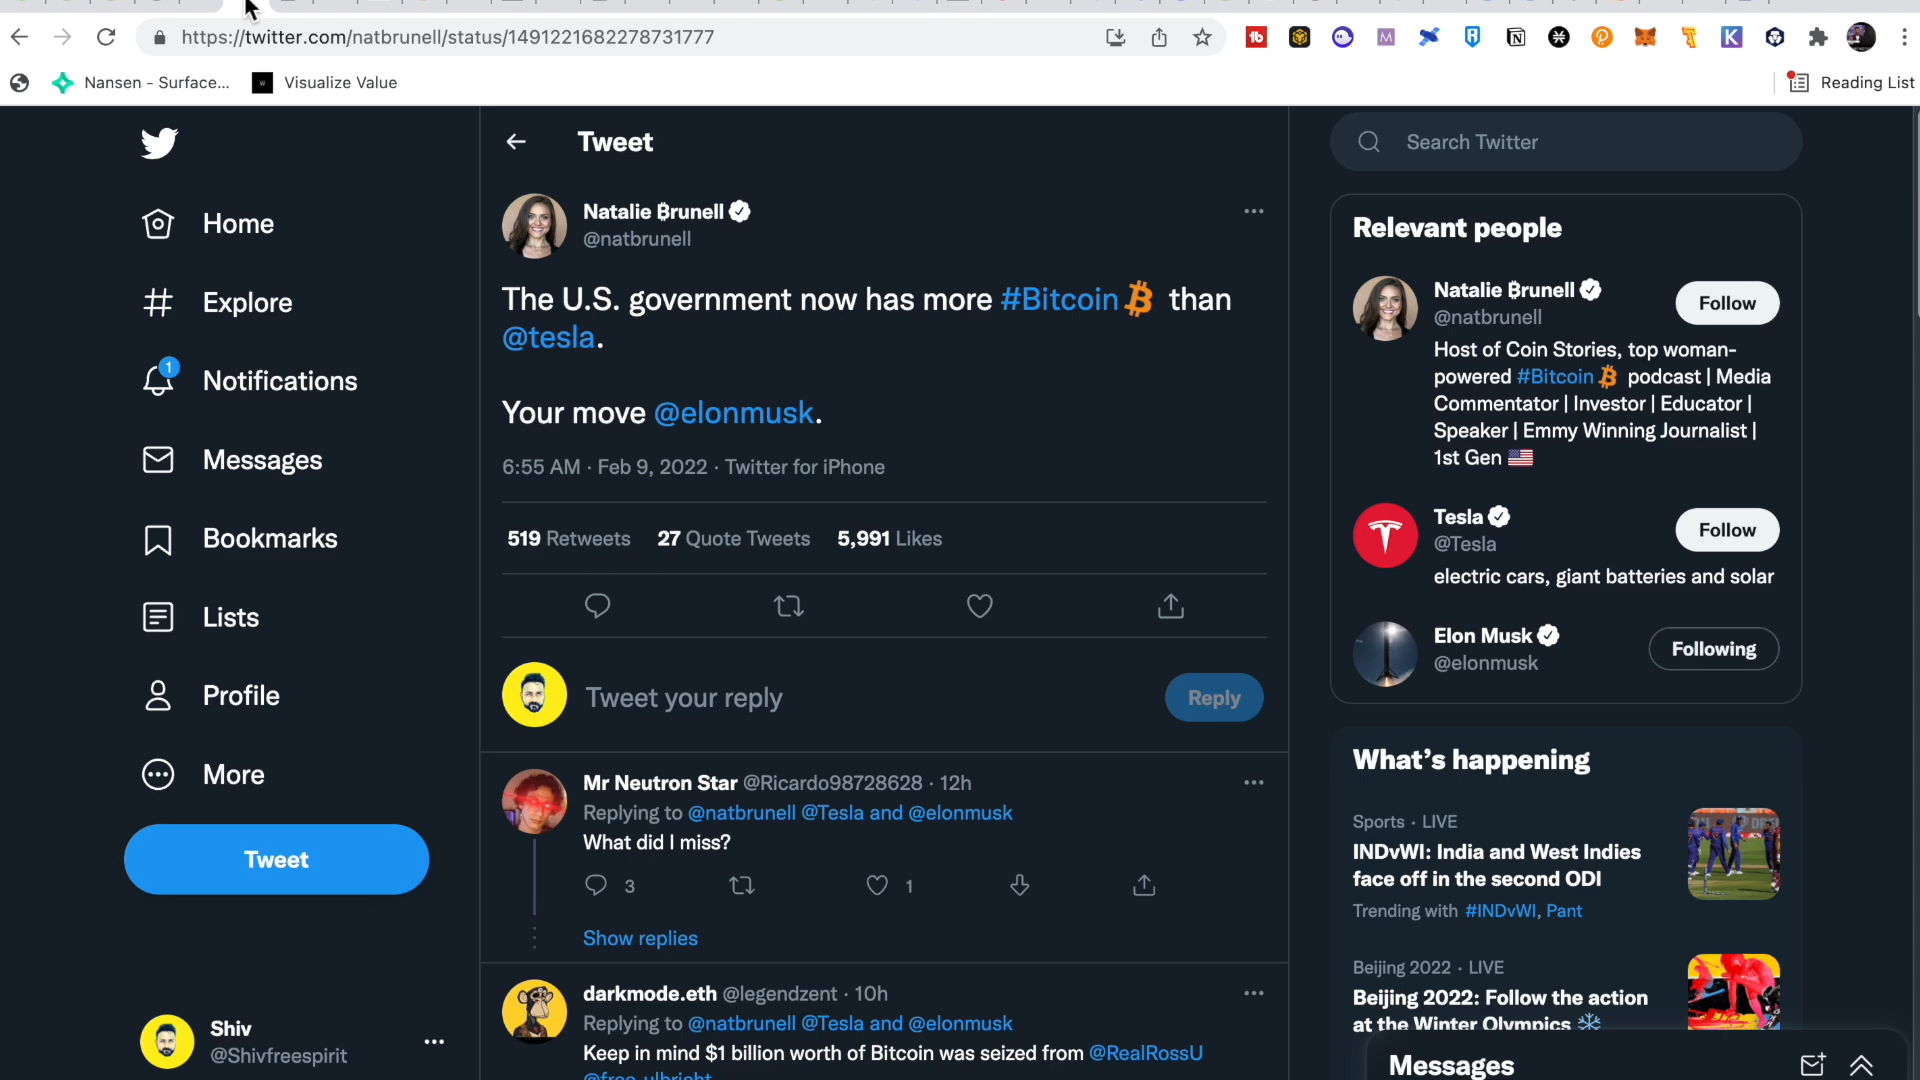 https://twitter.com/natbrunell/status/1491221682278731777
Nansen - Surface...
Visualize Value
Reading List
Home
Explore
1
Notifications
Messages
Bookmarks
Lists
Profile
More
Tweet
Shiv
@Shivfreespirit
Tweet
Natalie ₿runell
@natbrunell
The U.S. government now has more #Bitcoin than
@tesla.
Your move @elonmusk.
6:55 AM · Feb 9, 2022 · Twitter for iPhone
519 Retweets 27 Quote Tweets 5,991 Likes
Tweet your reply
Reply
Mr Neutron Star @Ricardo98728628 · 12h
Replying to @natbrunell @Tesla and @elonmusk
What did I miss?
3
1
Show replies
darkmode.eth @legendzent · 10h
Replying to @natbrunell @Tesla and @elonmusk
Keep in mind $1 billion worth of Bitcoin was seized from @RealRossU
Search Twitter
Relevant people
Natalie ₿runell
@natbrunell
Follow
Host of Coin Stories, top woman-
powered #Bitcoin podcast | Media
Commentator | Investor | Educator |
Speaker | Emmy Winning Journalist |
1st Gen
Tesla
@Tesla
Follow
electric cars, giant batteries and solar
Elon Musk
@elonmusk
Following
What's happening
Sports · LIVE
INDvWI: India and West Indies
face off in the second ODI
Trending with #INDvWI, Pant
Beijing 2022 · LIVE
Beijing 2022: Follow the action
at the Winter Olympics
Messages